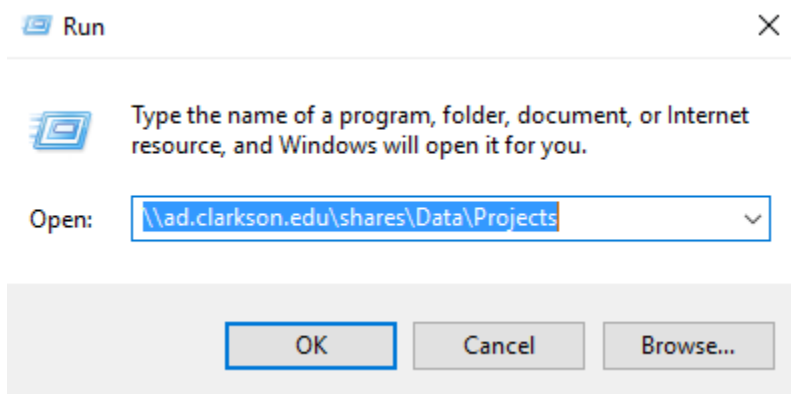 Run
Type the name of a program, folder, document, or Internet
resource, and Windows will open it for you.
Open: \\ad.clarkson.edu\shares\Data\Projects
OK Cancel Browse...